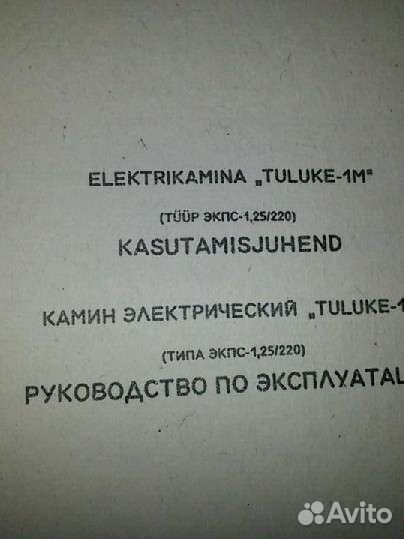 ELEKTRIKAMINA „TULUKE-1M"
(TÜÜP ЭКПС-1,25/220)
KASUTAMISJUHEND
КАМИН ЭЛЕКТРИЧЕСКИЙ „TULUKE-1
(ТИПА ЭКПС-1,25/220)
РУКОВОДСТВО ПО ЭКСПЛУАТАЦ
Avito